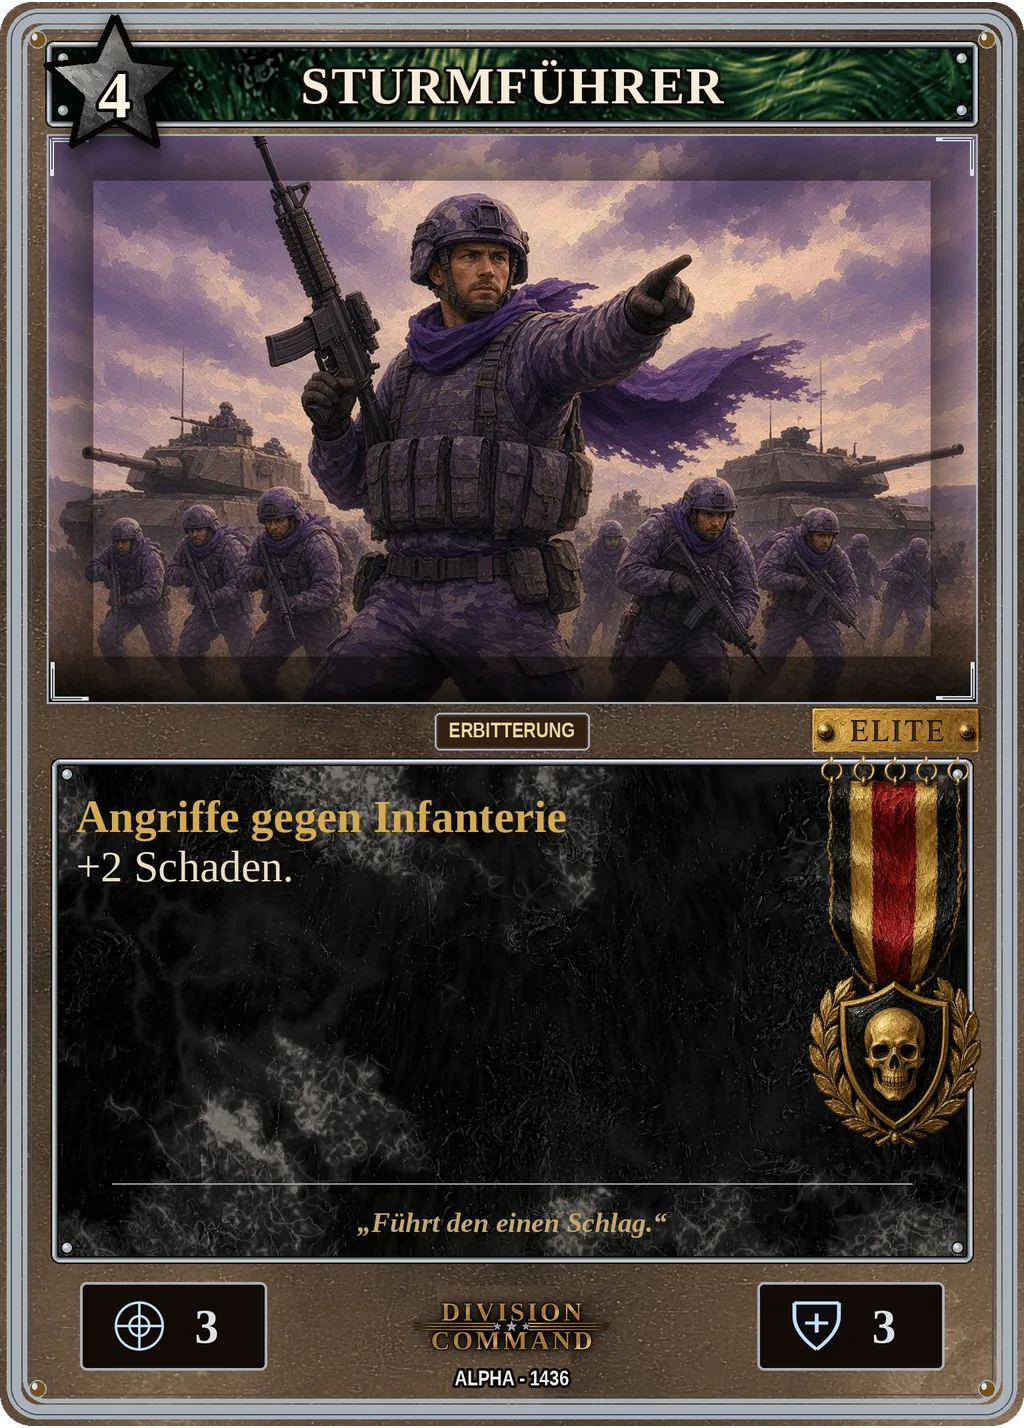 4
STURMFÜHRER
ERBITTERUNG
ELITE
Angriffe gegen Infanterie
+2 Schaden.
„Führt den einen Schlag.“
3
DIVISION
COMMAND
3
ALPHA - 1436